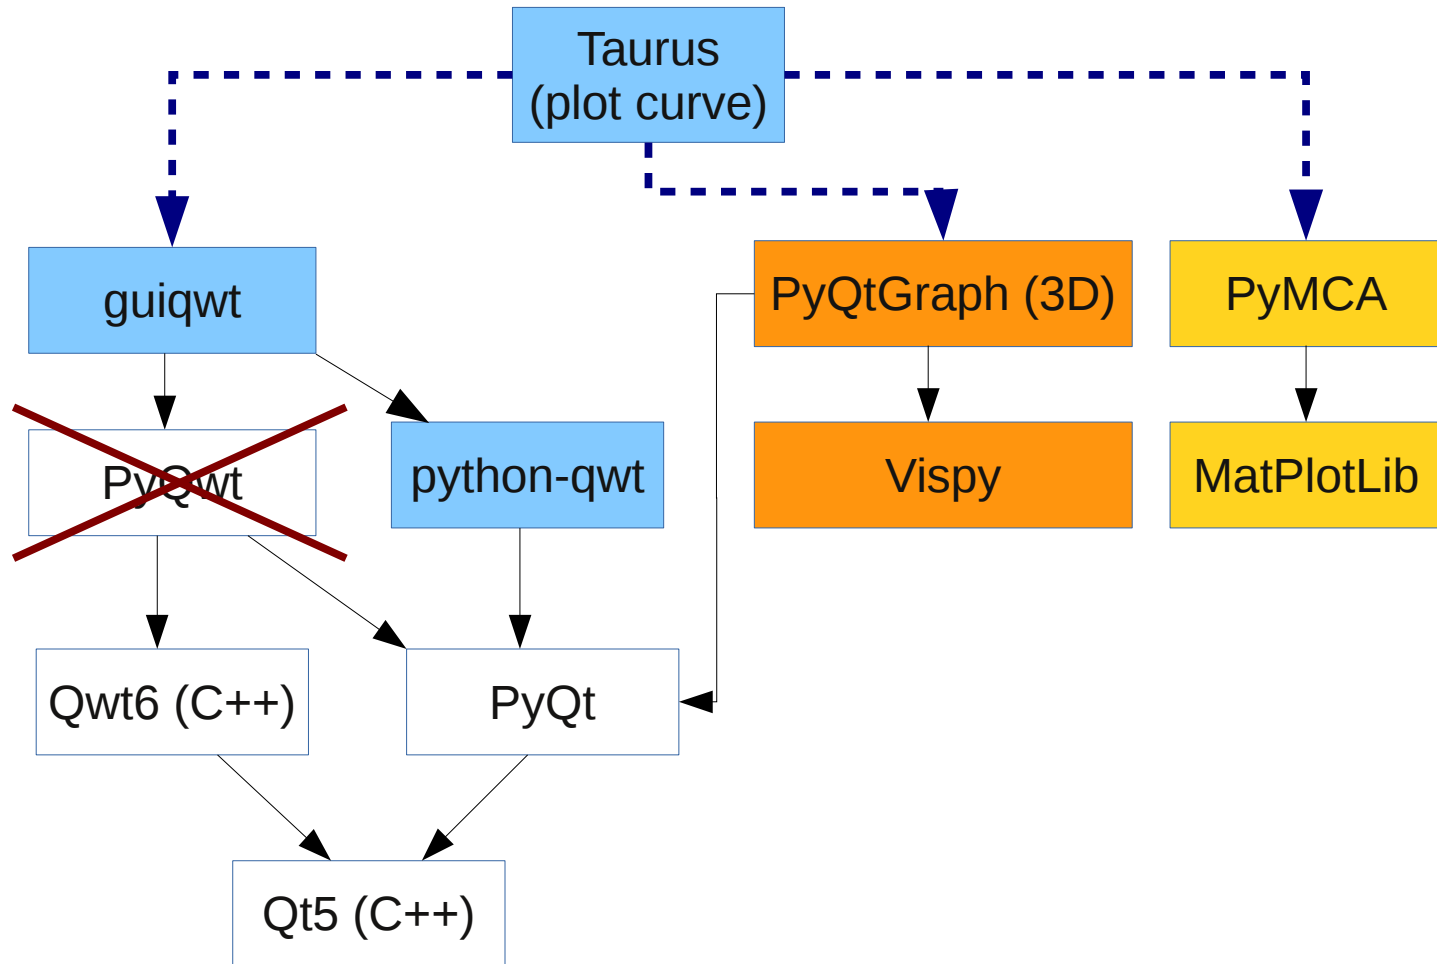 Taurus
(plot curve)
guiqwt
PyQtGraph (3D)
PyMCA
PyQwt
python-qwt
Vispy
MatPlotLib
Qwt6 (C++)
PyQt
Qt5 (C++)